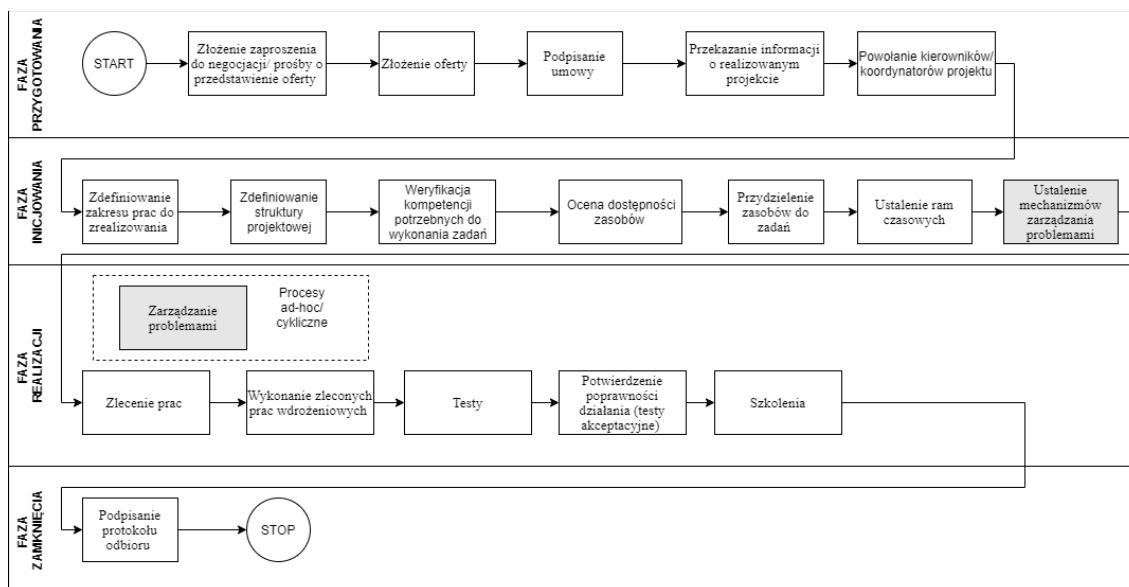 FAZA
PRZYGOTOWANIA
START
Złożenie zaproszenia
do negocjacji/ prośby o
przedstawienie oferty
Złożenie oferty
Podpisanie
umowy
Przekazanie informacji
o realizowanym
projekcie
Powołanie kierowników/
koordynatorów projektu
FAZA
INICJOWANIA
Zdefiniowanie
zakresu prac do
zrealizowania
Zdefiniowanie
struktury
projektowej
Weryfikacja
kompetencji
potrzebnych do
wykonania zadań
Ocena dostępności
zasobów
Przydzielenie
zasobów do
zadań
Ustalenie ram
czasowych
Ustalenie
mechanizmów
zarządzania
problemami
FAZA
REALIZACJI
Zarządzanie
problemami
Procesy
ad-hoc/
cykliczne
Zlecenie prac
Wykonanie zleconych
prac wdrożeniowych
Testy
Potwierdzenie
poprawności
działania (testy
akceptacyjne)
Szkolenia
FAZA
ZAMKNIĘCIA
Podpisanie
protokołu
odbioru
STOP